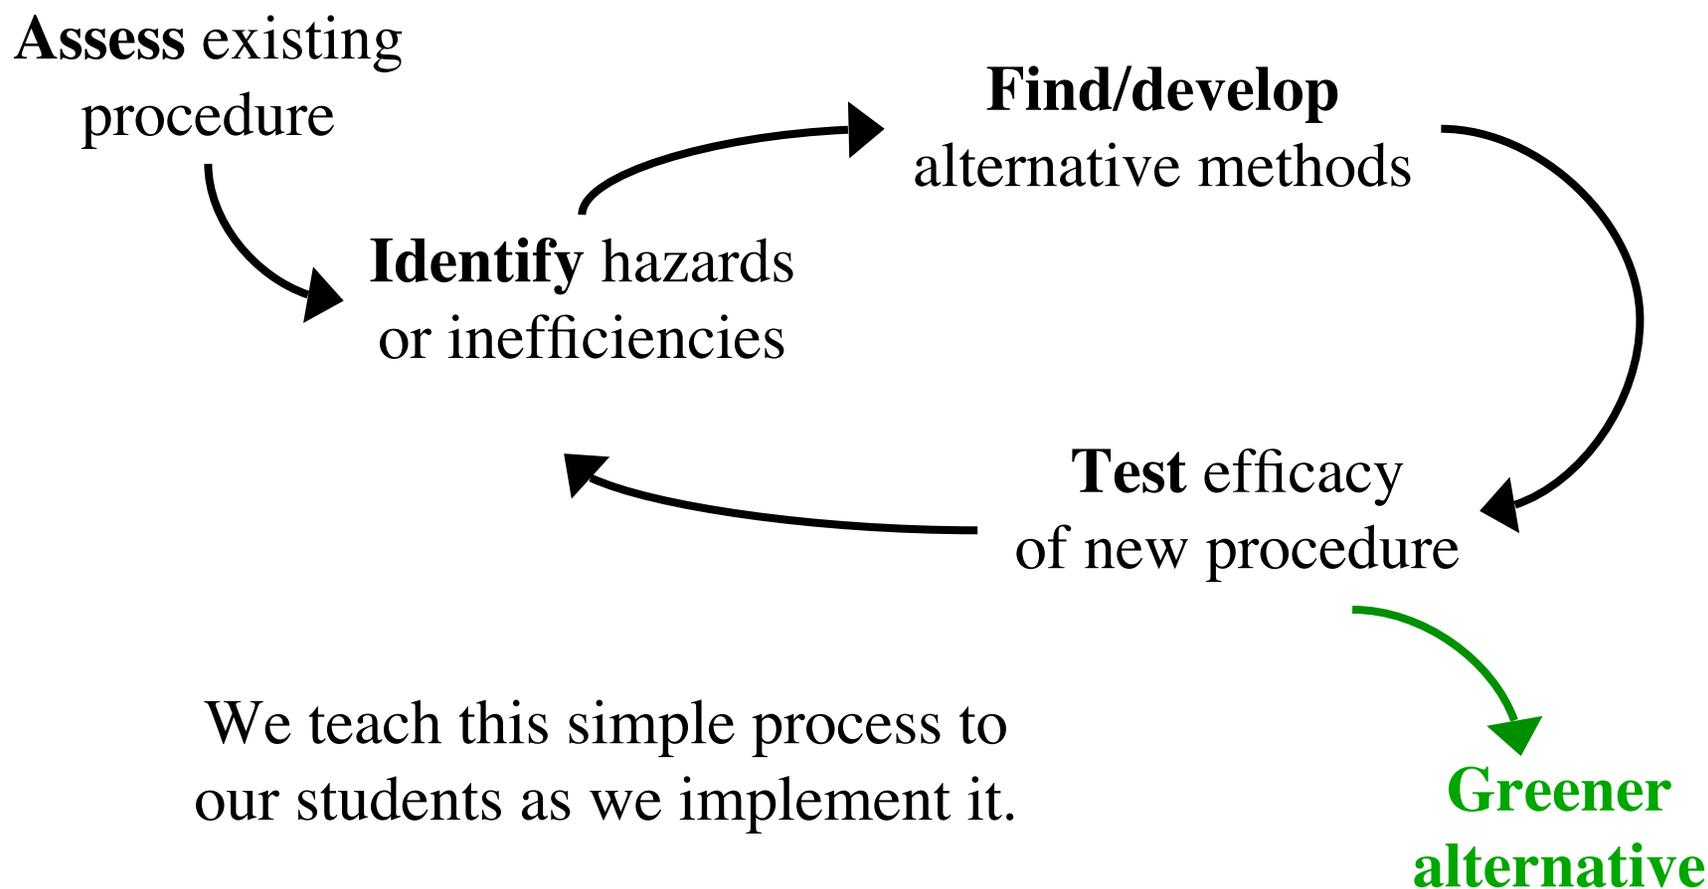 Assess existing
procedure
Find/develop
alternative methods
Identify hazards
or inefficiencies
Test efficacy
of new procedure
We teach this simple process to
our students as we implement it.
Greener
alternative